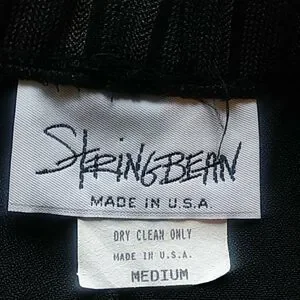 STRINGBEAN
MADE IN U.S.A.
DRY CLEAN ONLY
MADE IN U.S.A.
MEDIUM